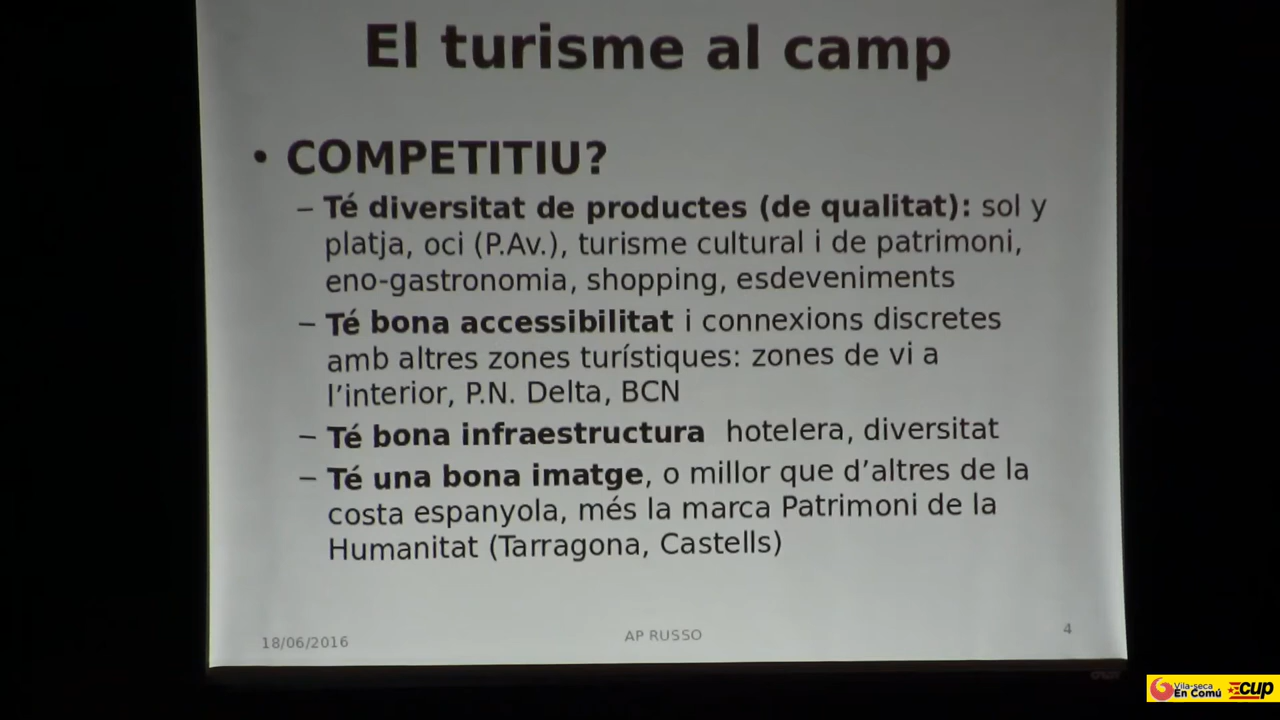 El turisme al camp
• COMPETITIU?
– Té diversitat de productes (de qualitat): sol y
platja, oci (P.Av.), turisme cultural i de patrimoni,
eno-gastronomia, shopping, esdeveniments
– Té bona accessibilitat i connexions discretes
amb altres zones turístiques: zones de vi a
l’interior, P.N. Delta, BCN
– Té bona infraestructura hotelera, diversitat
– Té una bona imatge, o millor que d’altres de la
costa espanyola, més la marca Patrimoni de la
Humanitat (Tarragona, Castells)
18/06/2016
AP RUSSO
4
Vila-seca
En Comú
cup